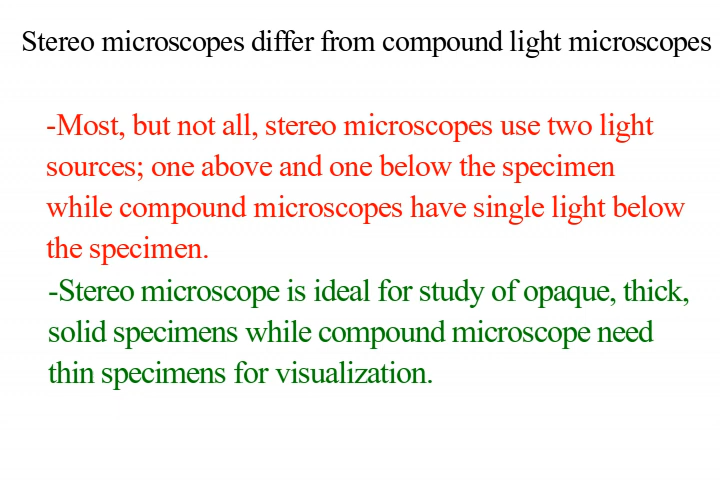 Stereo microscopes differ from compound light microscopes
-Most, but not all, stereo microscopes use two light
sources; one above and one below the specimen
while compound microscopes have single light below
the specimen.
-Stereo microscope is ideal for study of opaque, thick,
solid specimens while compound microscope need
thin specimens for visualization.